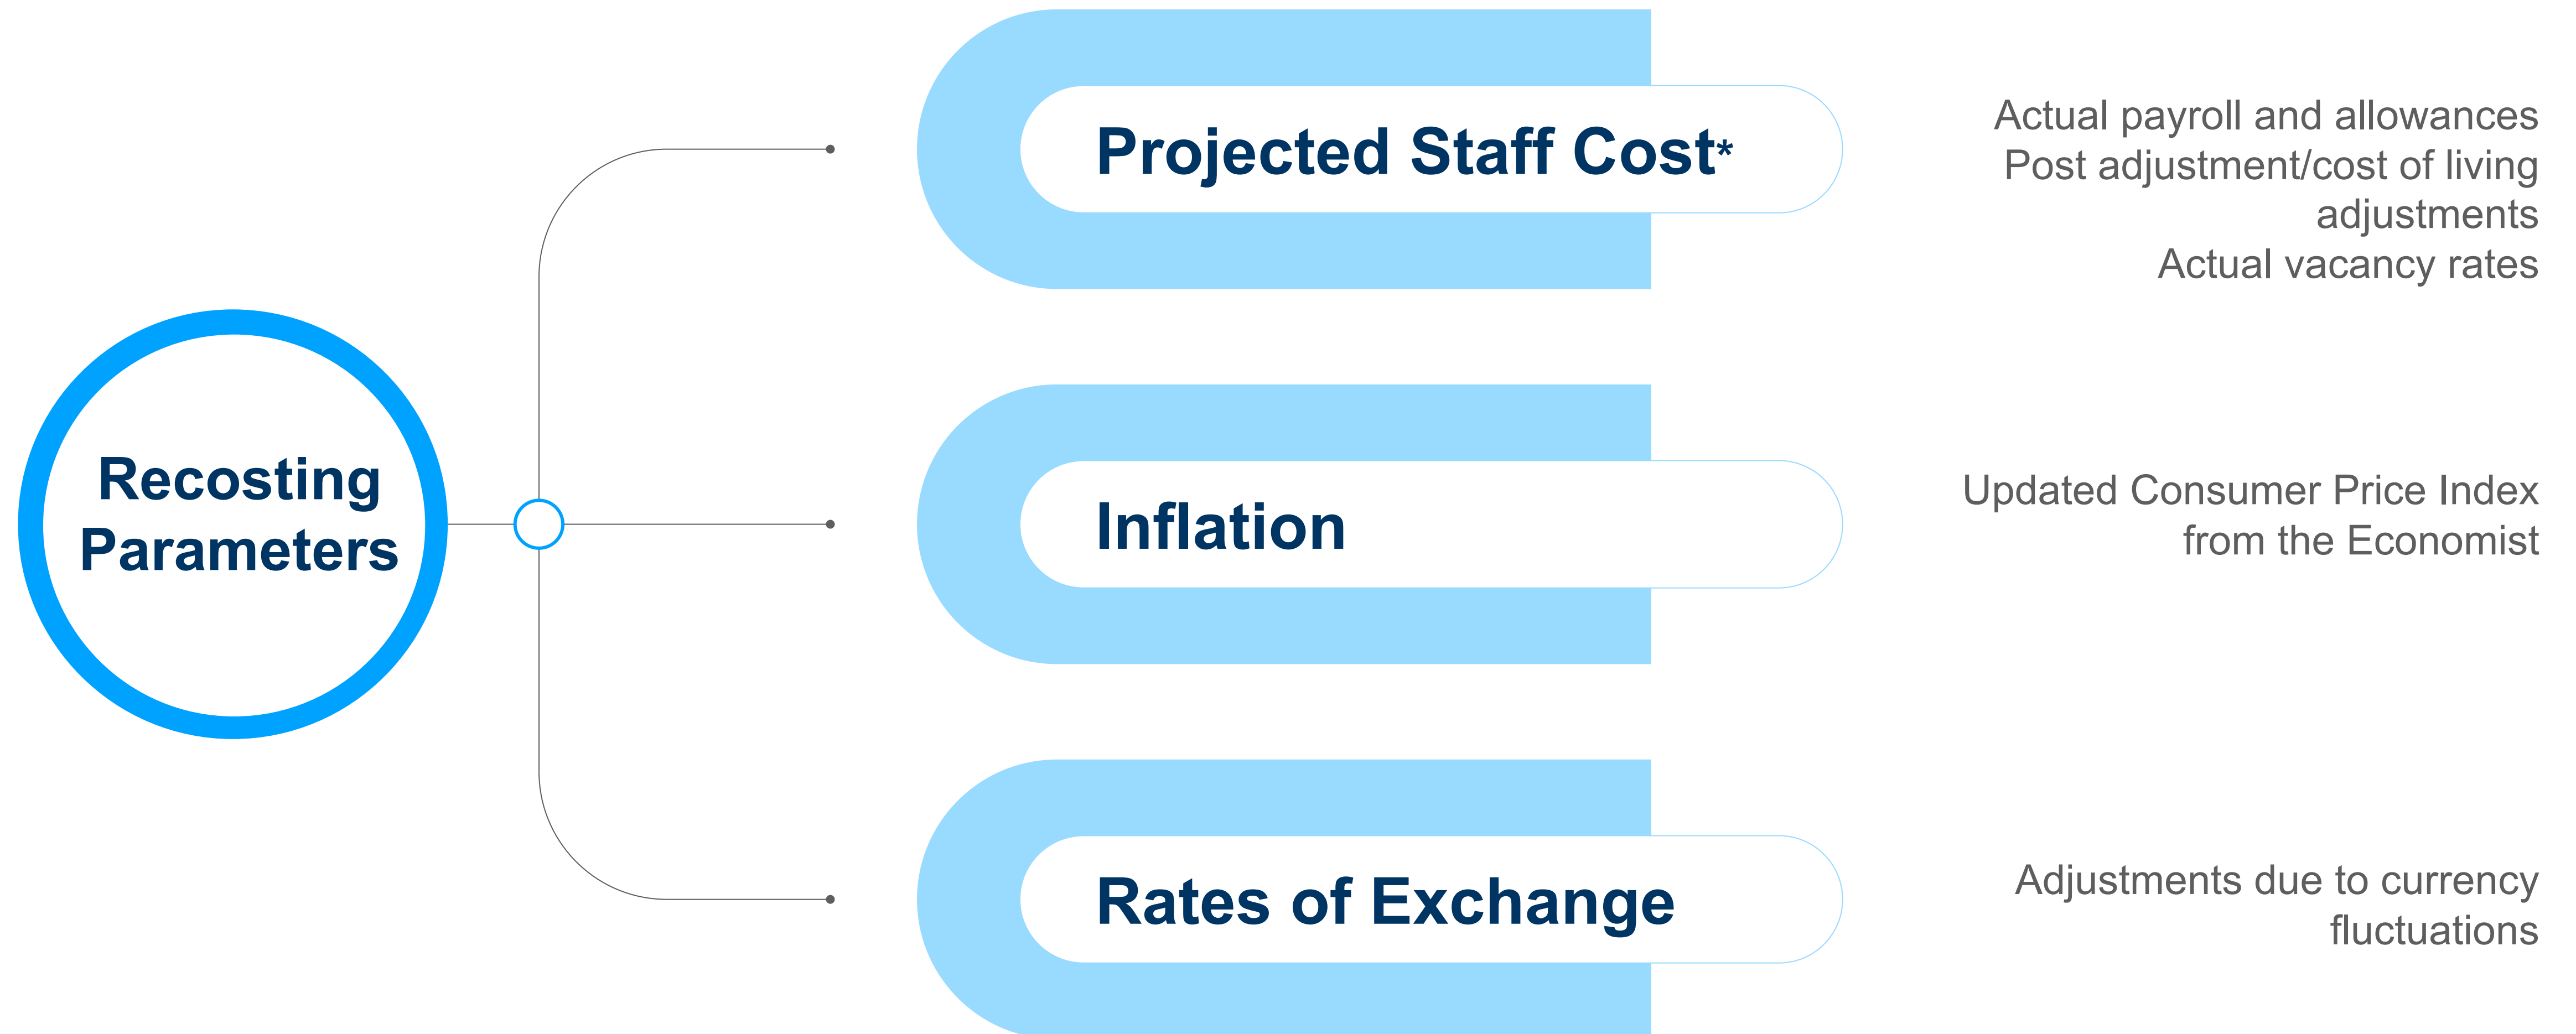 Recosting
Parameters
Projected Staff Cost*
Actual payroll and allowances
Post adjustment/cost of living
adjustments
Actual vacancy rates
Inflation
Updated Consumer Price Index
from the Economist
Rates of Exchange
Adjustments due to currency
fluctuations